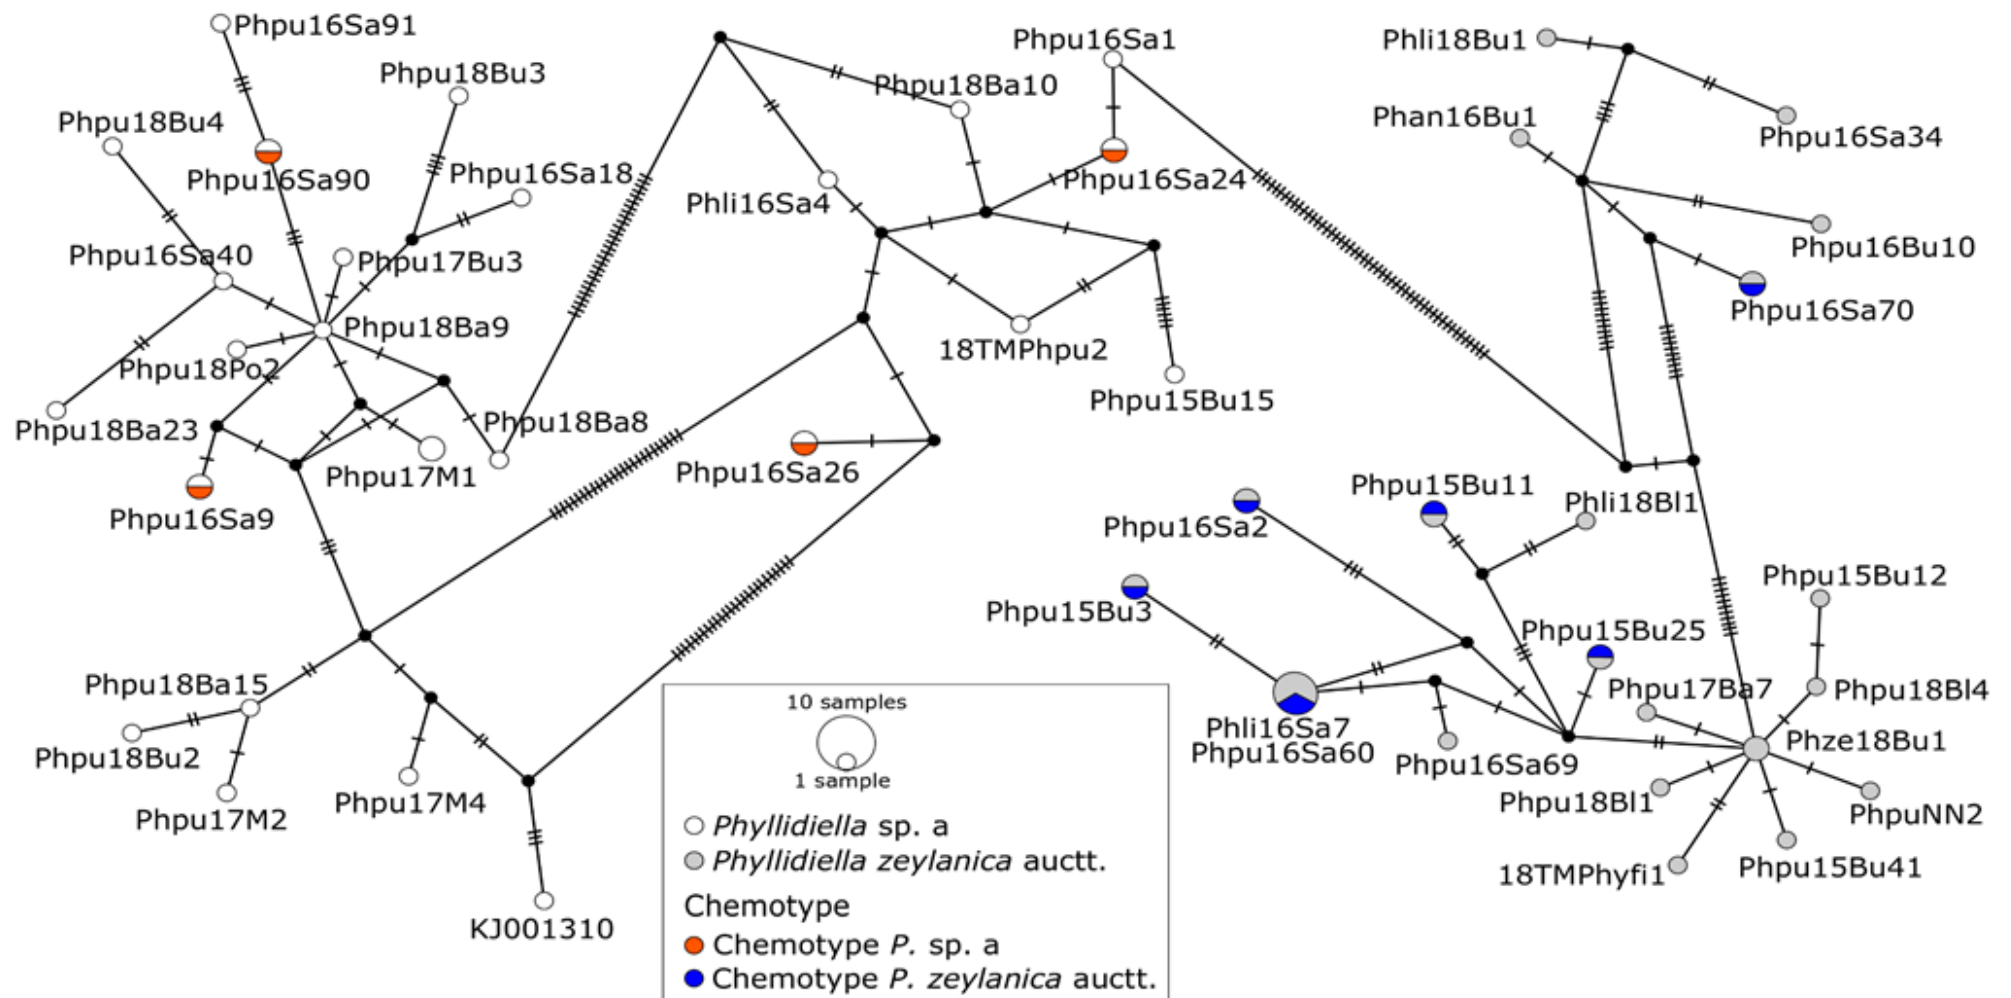 Phpu16Sa91
Phpu18Bu3
Phpu18Bu4
Phpu16Sa90
Phpu16Sa18
Phpu16Sa40
Phpu17Bu3
Phpu18Ba9
Phpu18Po2
Phpu18Ba23
Phpu18Ba8
Phpu17M1
Phpu16Sa9
Phpu18Ba15
Phpu18Bu2
Phpu17M2
Phpu17M4
KJ001310
Phpu16Sa1
Phpu18Ba10
Phpu16Sa24
Phli16Sa4
18TMPhpu2
Phpu15Bu15
Phpu16Sa26
Phli18Bu1
Phan16Bu1
Phpu16Sa34
Phpu16Bu10
Phpu16Sa70
Phpu15Bu11
Phli18Bl1
Phpu16Sa2
Phpu15Bu3
Phpu15Bu12
Phpu15Bu25
Phpu17Ba7
Phpu18Bl4
Phli16Sa7
Phpu16Sa60
Phze18Bu1
Phpu16Sa69
Phpu18Bl1
PhpuNN2
18TMPhyfi1
Phpu15Bu41
10 samples
1 sample
Phyllidiella sp. a
Phyllidiella zeylanica auctt.
Chemotype
Chemotype P. sp. a
Chemotype P. zeylanica auctt.